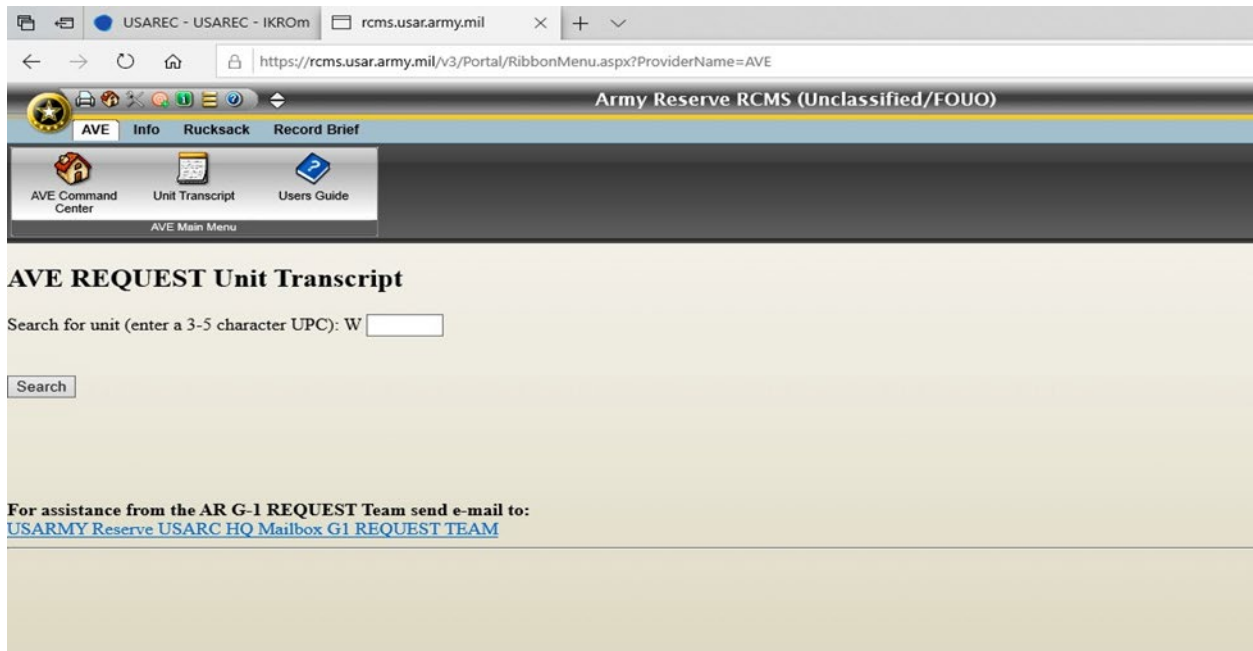 USAREC - USAREC - IKROm
rcms.usar.army.mil
https://rcms.usar.army.mil/v3/Portal/RibbonMenu.aspx?ProviderName=AVE
Army Reserve RCMS (Unclassified/FOUO)
AVE Info Rucksack Record Brief
AVE Command Center
Unit Transcript
Users Guide
AVE Main Menu
AVE REQUEST Unit Transcript
Search for unit (enter a 3-5 character UPC): W
Search
For assistance from the AR G-1 REQUEST Team send e-mail to:
USARMY Reserve USARC HQ Mailbox G1 REQUEST TEAM